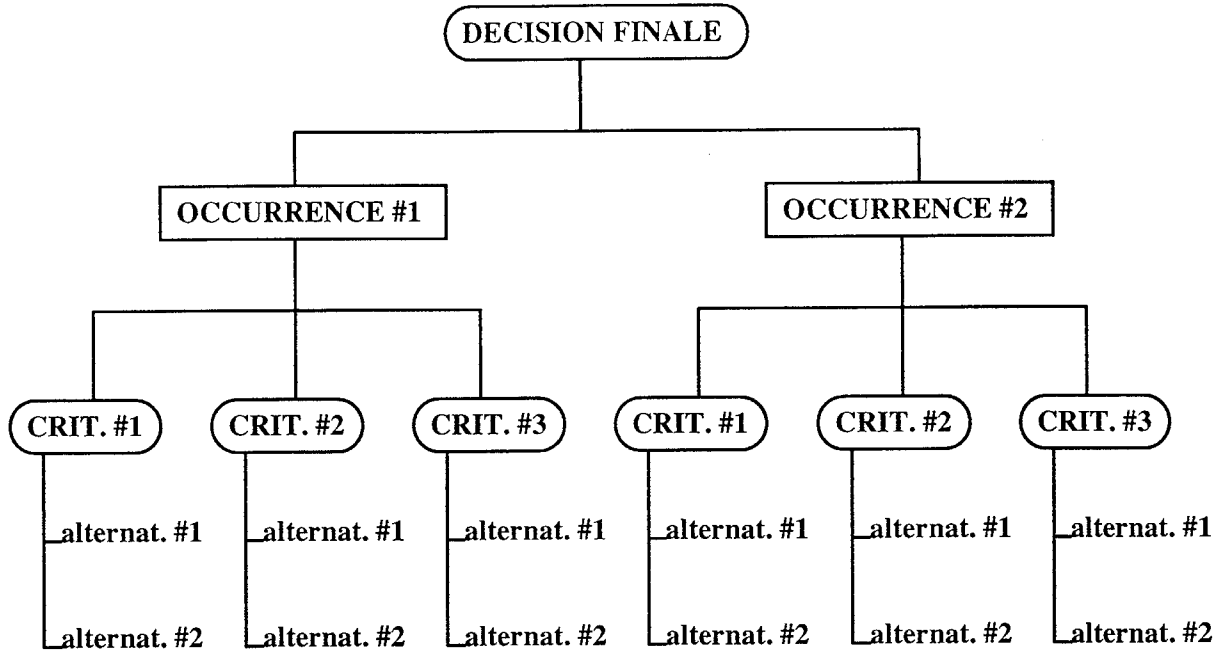 DECISION FINALE
OCCURRENCE #1
OCCURRENCE #2
CRIT. #1
CRIT. #2
CRIT. #3
CRIT. #1
CRIT. #2
CRIT. #3
alternat. #1
alternat. #1
alternat. #1
alternat. #1
alternat. #1
alternat. #1
alternat. #2
alternat. #2
alternat. #2
alternat. #2
alternat. #2
alternat. #2